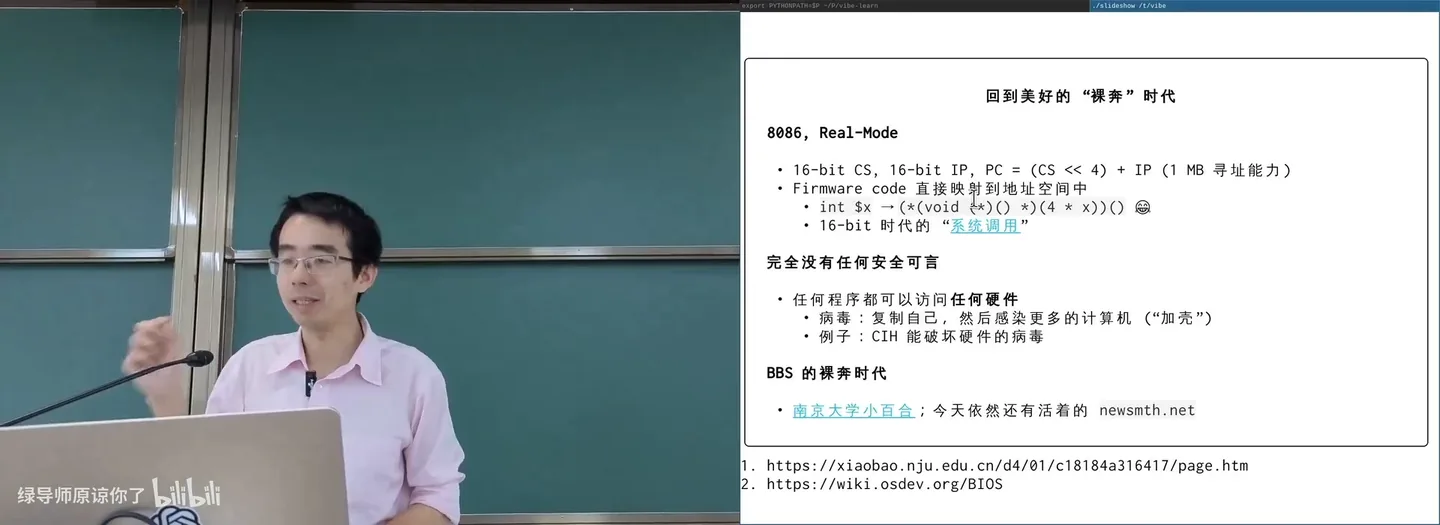 export PYTHONPATH=$P ~/P/vibe-learn
./slideshow /t/vibe
回到美好的 “裸奔” 时代
8086, Real-Mode
• 16-bit CS, 16-bit IP, PC = (CS << 4) + IP (1 MB 寻址能力)
• Firmware code 直接映射到地址空间中
• int $x → (*(void (*)() *)(4 * x))() 😂
• 16-bit 时代的 “系统调用”
完全没有任何安全可言
• 任何程序都可以访问任何硬件
• 病毒：复制自己，然后感染更多的计算机 (“加壳”)
• 例子：CIH 能破坏硬件的病毒
BBS 的裸奔时代
• 南京大学小百合；今天依然还有活着的 newsmth.net
1. https://xiaobao.nju.edu.cn/d4/01/c18184a316417/page.htm
2. https://wiki.osdev.org/BIOS
绿导师原谅你了 bilibili